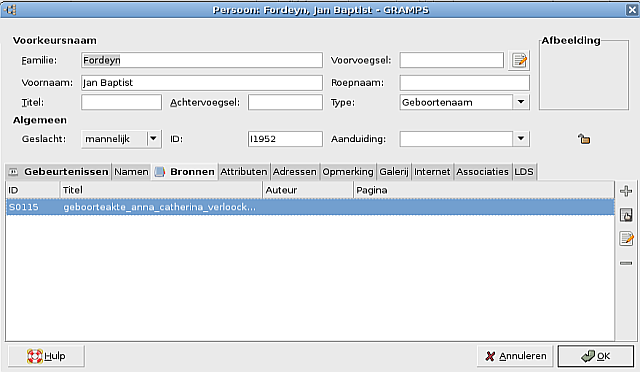 Persoon: Fordeyn, Jan Baptist - GRAMPS
Voorkeursnaam
Afbeelding
Familie: Fordeyn Voorvoegsel:
Voornaam: Jan Baptist Roepnaam:
Titel: Achtervoegsel: Type: Geboortenaam
Algemeen
Geslacht: mannelijk ID: I1952 Aanduiding:
Gebeurtenissen Namen Bronnen Attributen Adressen Opmerking Galerij Internet Associaties LDS
ID Titel Auteur Pagina
S0115 geboorteakte_anna_catherina_verloock...
Hulp Annuleren OK